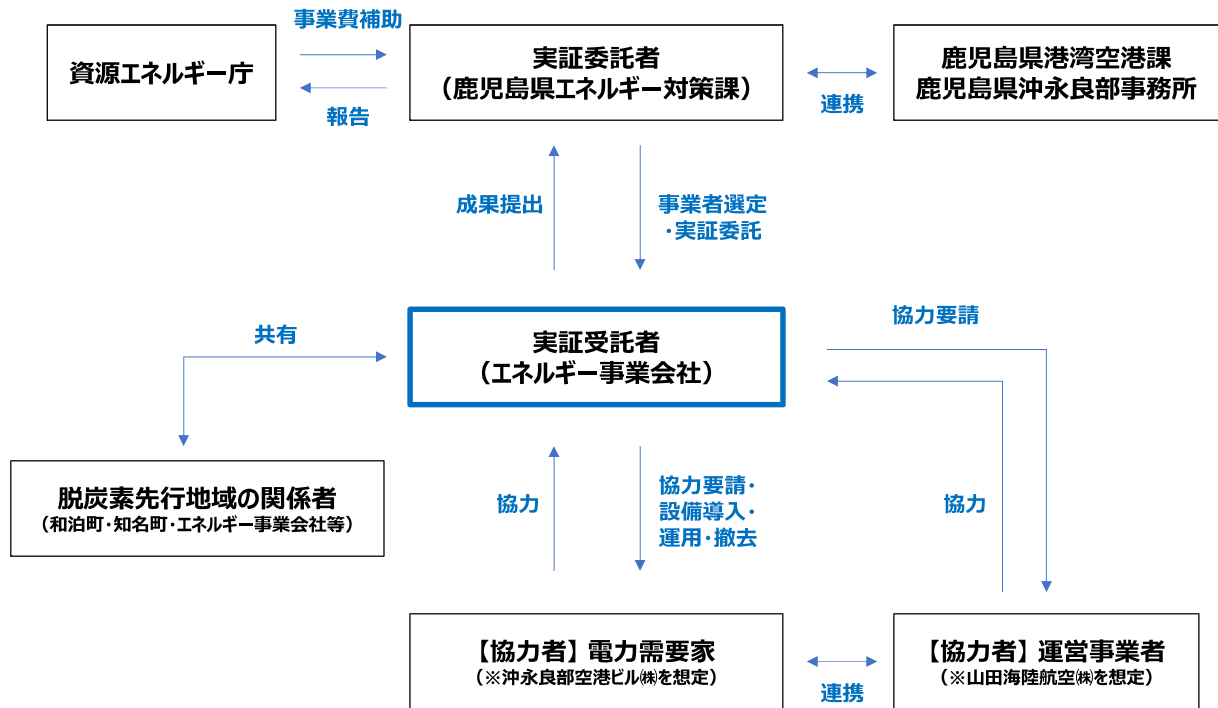 事業費補助
資源エネルギー庁
報告
実証委託者
（鹿児島県エネルギー対策課）
連携
鹿児島県港湾空港課
鹿児島県沖永良部事務所
成果提出
事業者選定
・実証委託
共有
実証受託者
（エネルギー事業会社）
協力要請
脱炭素先行地域の関係者
（和泊町・知名町・エネルギー事業会社等）
協力
協力要請・
設備導入・
運用・撤去
協力
【協力者】電力需要家
（※沖永良部空港ビル㈱を想定）
連携
【協力者】運営事業者
（※山田海陸航空㈱を想定）